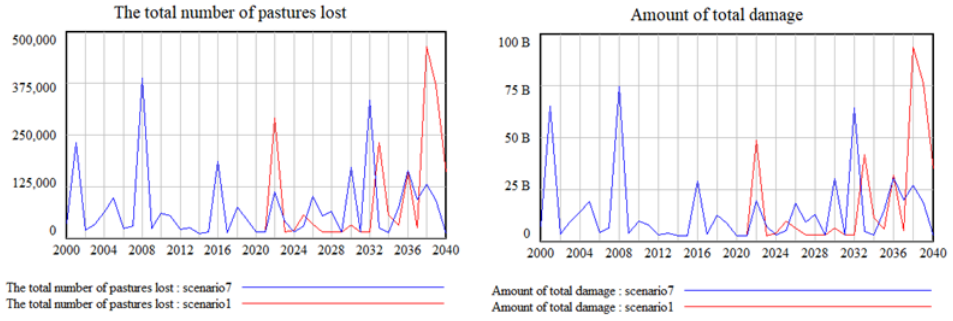 The total number of pastures lost
500,000
375,000
250,000
125,000
0
2000 2004 2008 2012 2016 2020 2024 2028 2032 2036 2040
The total number of pastures lost : scenario7
The total number of pastures lost : scenario1
Amount of total damage
100 B
75 B
50 B
25 B
0
2000 2004 2008 2012 2016 2020 2024 2028 2032 2036 2040
Amount of total damage : scenario7
Amount of total damage : scenario1